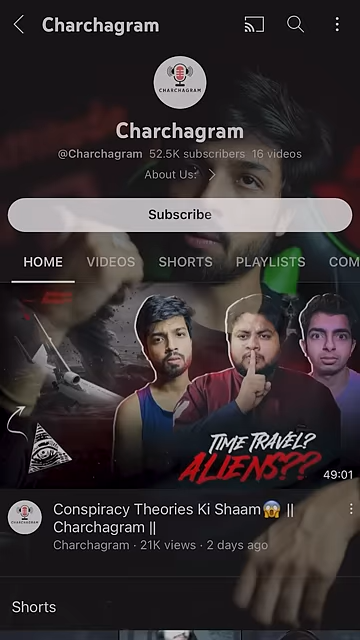 Charchagram
CHARCHAGRAM
Charchagram
@Charchagram 52.5K subscribers 16 videos
About Us:
Subscribe
HOME VIDEOS SHORTS PLAYLISTS COM
TIME TRAVEL?
ALIENS??
49:01
CHARCHAGRAM
Conspiracy Theories Ki Shaam😱 ||
Charchagram ||
Charchagram · 21K views · 2 days ago
Shorts